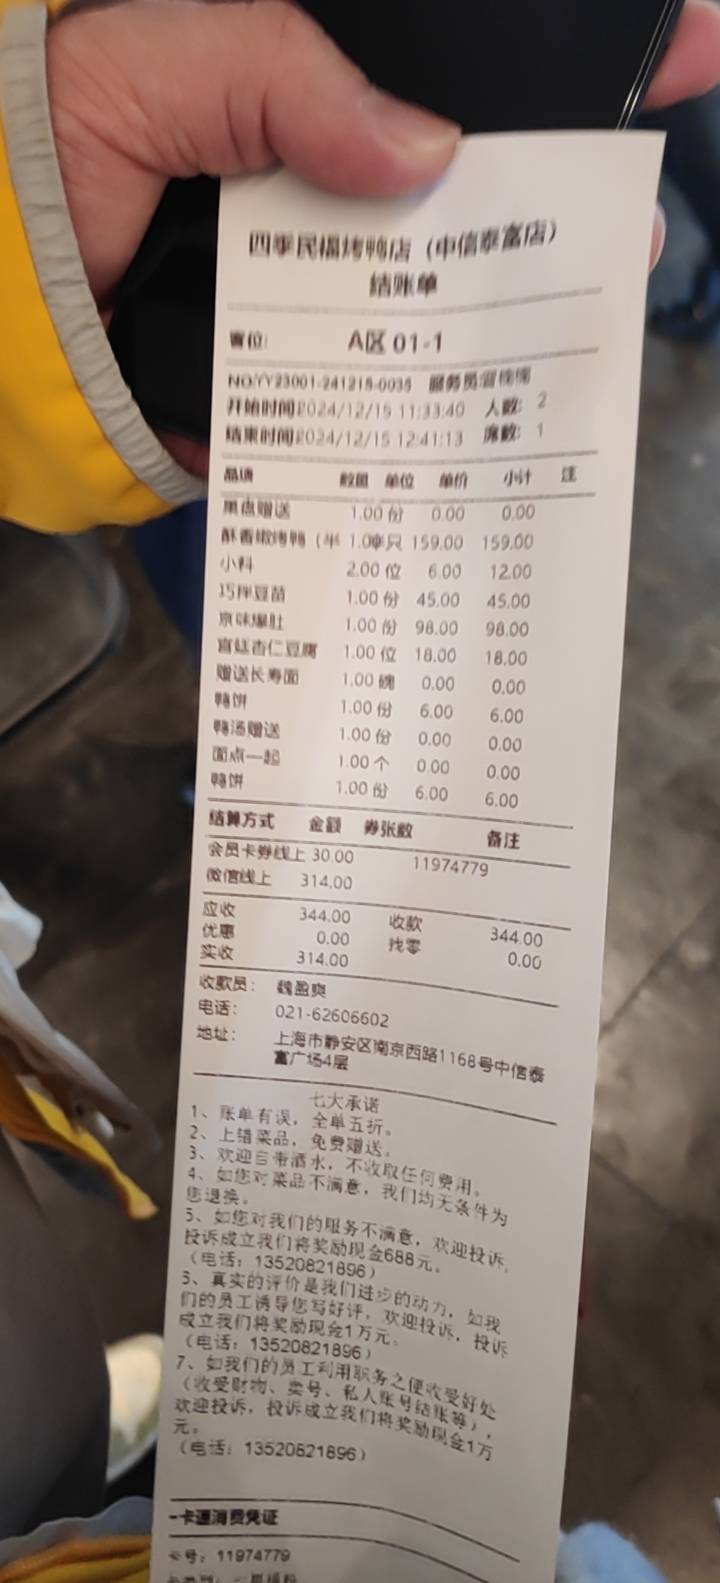 四季民福烤鸭店（中信泰富店）
结账单
客位: A区 01-1
NO:YY23001-241215-0035 服务员:
开始时间2024/12/15 11:33:40 人数: 2
结束时间2024/12/15 12:41:13 席数: 1
品项 数量 单位 单价 小计 注
果盘赠送 1.00 份 0.00 0.00
酥香嫩烤鸭（半 1.00 只 159.00 159.00
小料 2.00 位 6.00 12.00
巧拌豆苗 1.00 份 45.00 45.00
京味爆肚 1.00 份 98.00 98.00
宫廷杏仁豆腐 1.00 位 18.00 18.00
赠送长寿面 1.00 碗 0.00 0.00
鸭饼 1.00 份 6.00 6.00
鸭汤赠送 1.00 份 0.00 0.00
面点一起 1.00 个 0.00 0.00
鸭饼 1.00 份 6.00 6.00
结算方式 金额 券张数 备注
会员卡券线上 30.00 11974779
微信线上 314.00
应收 344.00 收款 344.00
优惠 0.00 找零 0.00
实收 314.00
收款员: 魏盈爽
电话: 021-62606602
地址: 上海市静安区南京西路1168号中信泰
富广场4层
七大承诺
1、账单有误，全单五折。
2、上错菜品，免费赠送。
3、欢迎自带酒水，不收取任何费用。
4、如您对菜品不满意，我们均无条件为
您退换。
5、如您对我们的服务不满意，欢迎投诉，
投诉成立我们将奖励现金688元。
（电话：13520821896）
6、真实的评价是我们进步的动力，如我
们的员工诱导您写好评，欢迎投诉，投诉
成立我们将奖励现金1万元。
（电话：13520821896）
7、如我们的员工利用职务之便收受好处
（收受财物、卖号、私人账号结账等），
欢迎投诉，投诉成立我们将奖励现金1万
元。
（电话：13520821896）
一卡通消费凭证
卡号：11974779